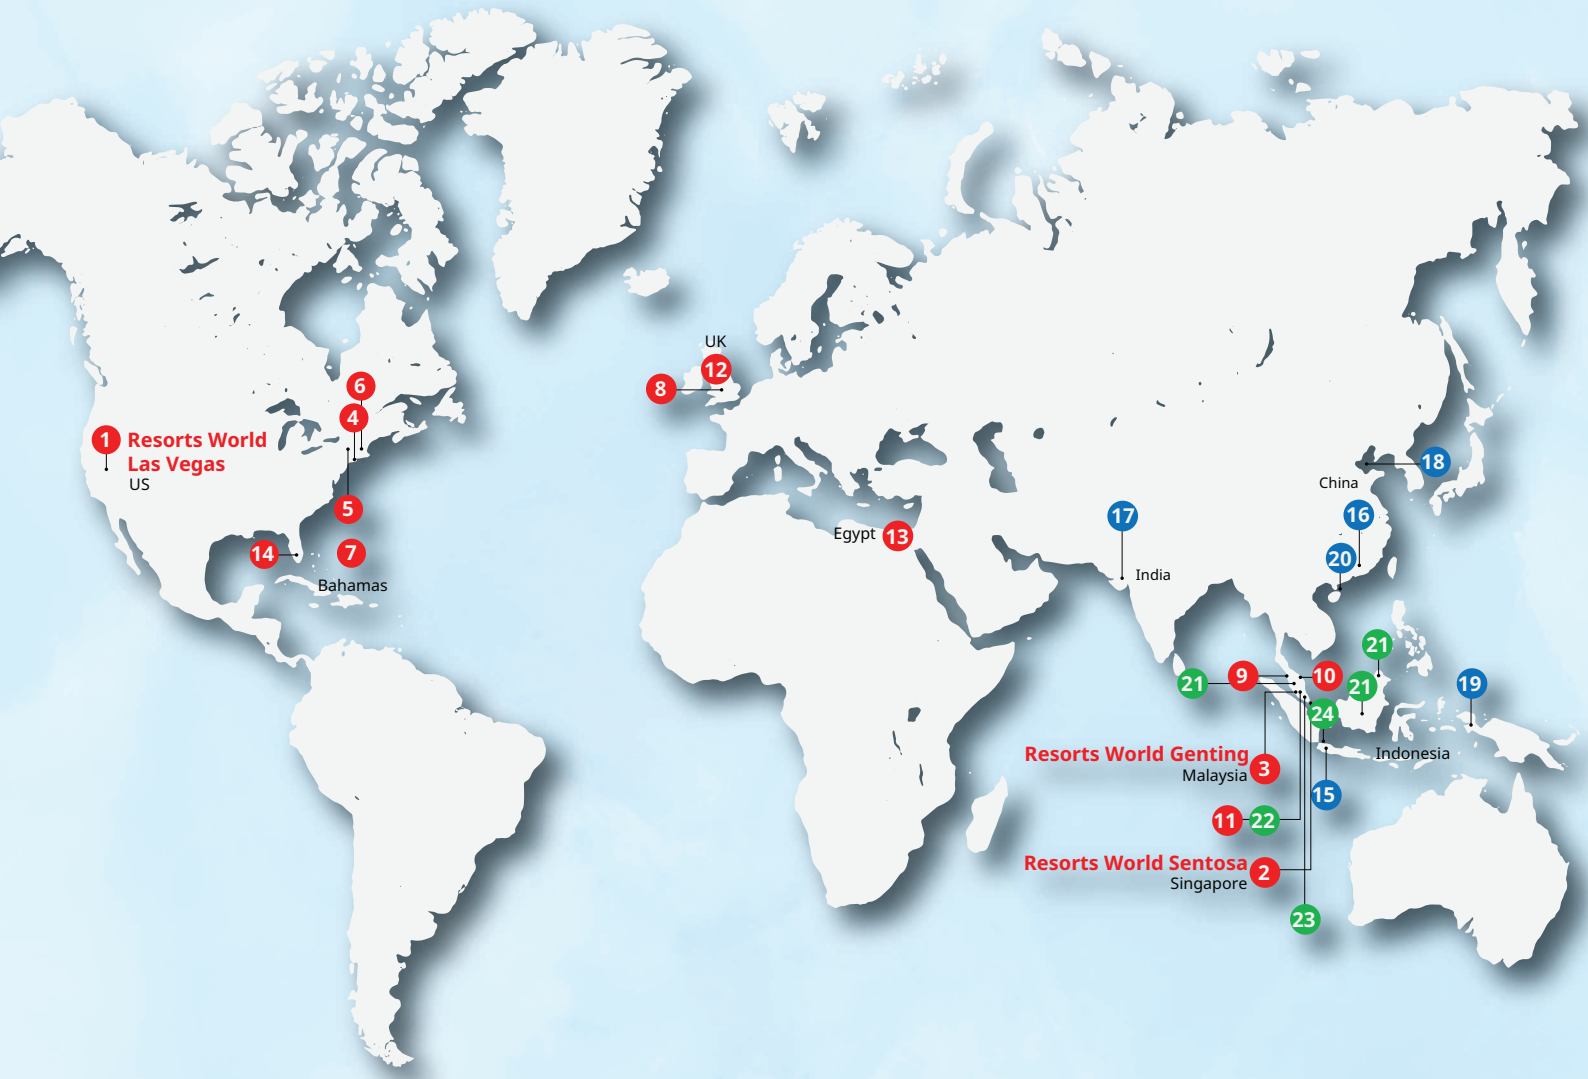 UK
12
8
6
4
1
Resorts World
Las Vegas
US
5
14
7
Bahamas
Egypt
13
17
India
18
China
16
20
21
9
10
21
21
24
19
Resorts World Genting
Malaysia
3
Indonesia
15
11
22
Resorts World Sentosa
Singapore
2
23